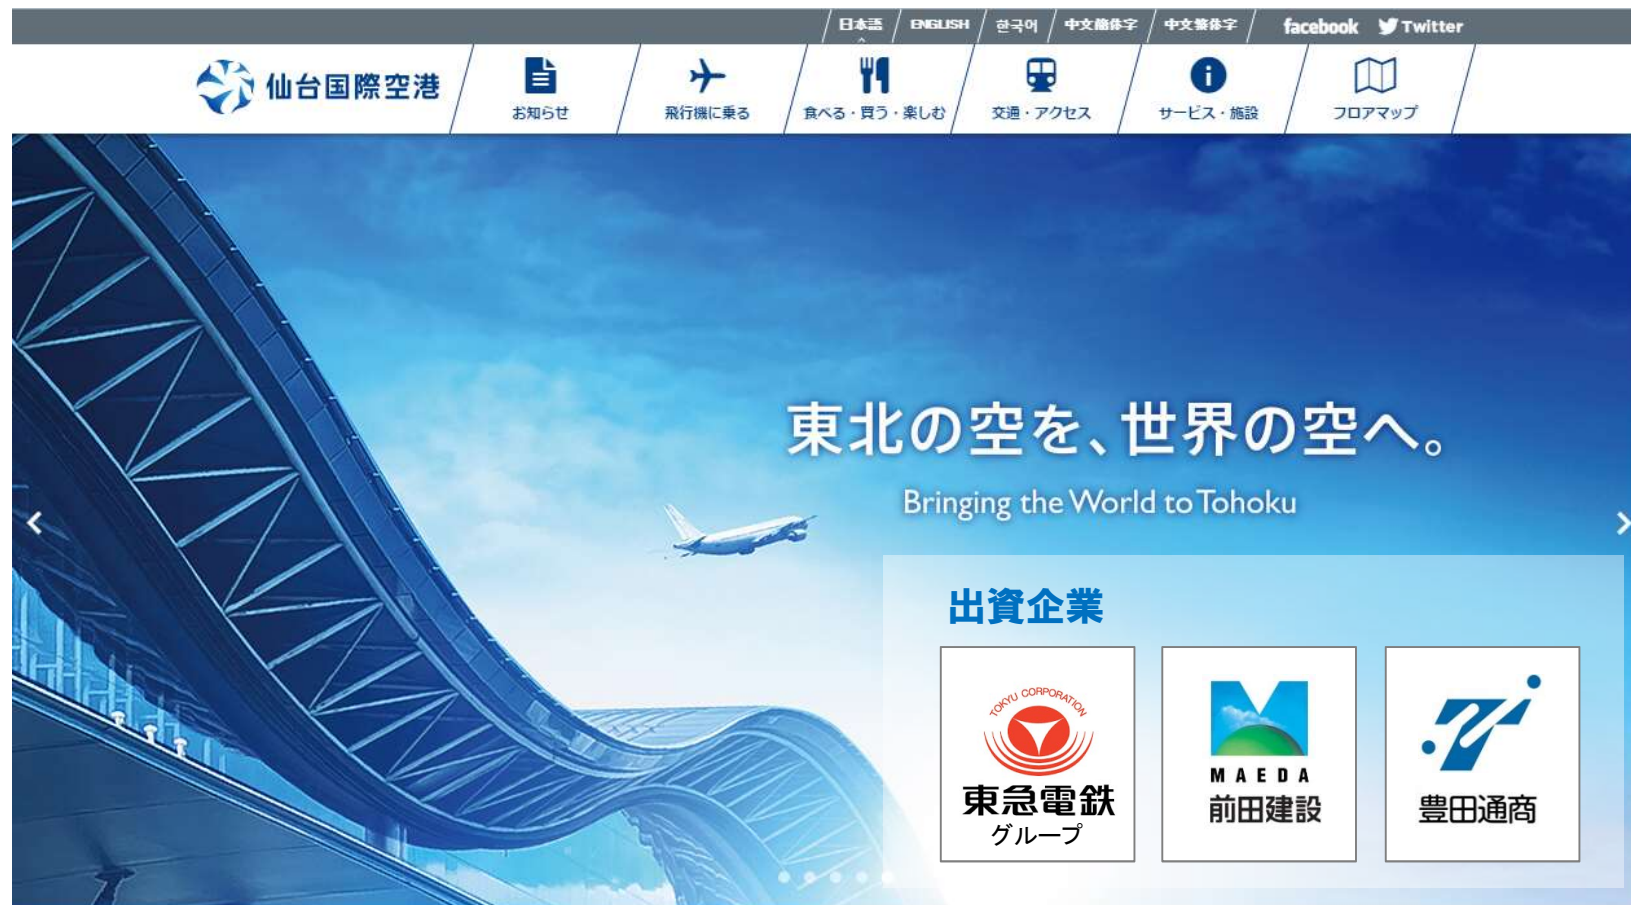 日本語 ENGLISH 한국어 中文簡体字 中文繁体字 facebook Twitter
仙台国際空港
お知らせ
飛行機に乗る
食べる・買う・楽しむ
交通・アクセス
サービス・施設
フロアマップ
東北の空を、世界の空へ。
Bringing the World to Tohoku
出資企業
TOKYU CORPORATION
東急電鉄
グループ
MAEDA
前田建設
豊田通商